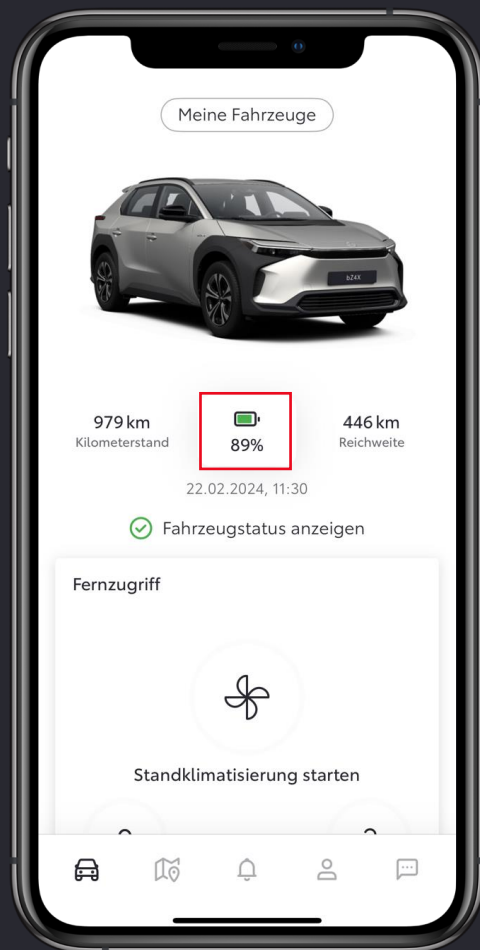 Meine Fahrzeuge
bZ4X
979 km
Kilometerstand
89%
446 km
Reichweite
22.02.2024, 11:30
Fahrzeugstatus anzeigen
Fernzugriff
Standklimatisierung starten